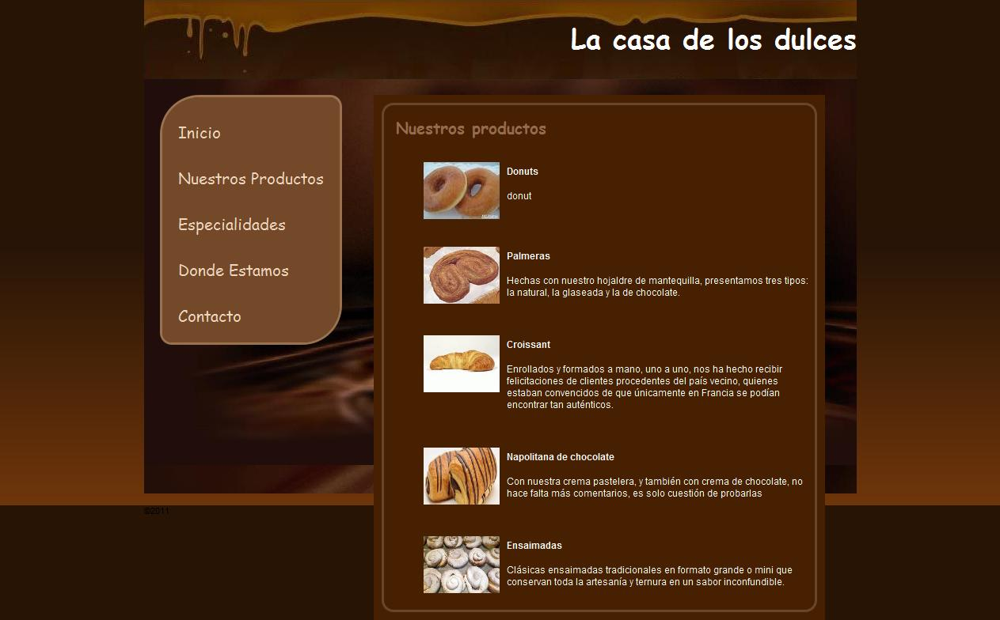 La casa de los dulces
Inicio
Nuestros Productos
Especialidades
Donde Estamos
Contacto
Nuestros productos
Donuts
donut
Palmeras
Hechas con nuestro hojaldre de mantequilla, presentamos tres tipos:
la natural, la glaseada y la de chocolate.
Croissant
Enrollados y formados a mano, uno a uno, nos ha hecho recibir
felicitaciones de clientes procedentes del país vecino, quienes
estaban convencidos de que únicamente en Francia se podían
encontrar tan auténticos.
Napolitana de chocolate
Con nuestra crema pastelera, y también con crema de chocolate, no
hace falta más comentarios, es solo cuestión de probarlas
Ensaimadas
Clásicas ensaimadas tradicionales en formato grande o mini que
conservan toda la artesanía y ternura en un sabor inconfundible.
©2011